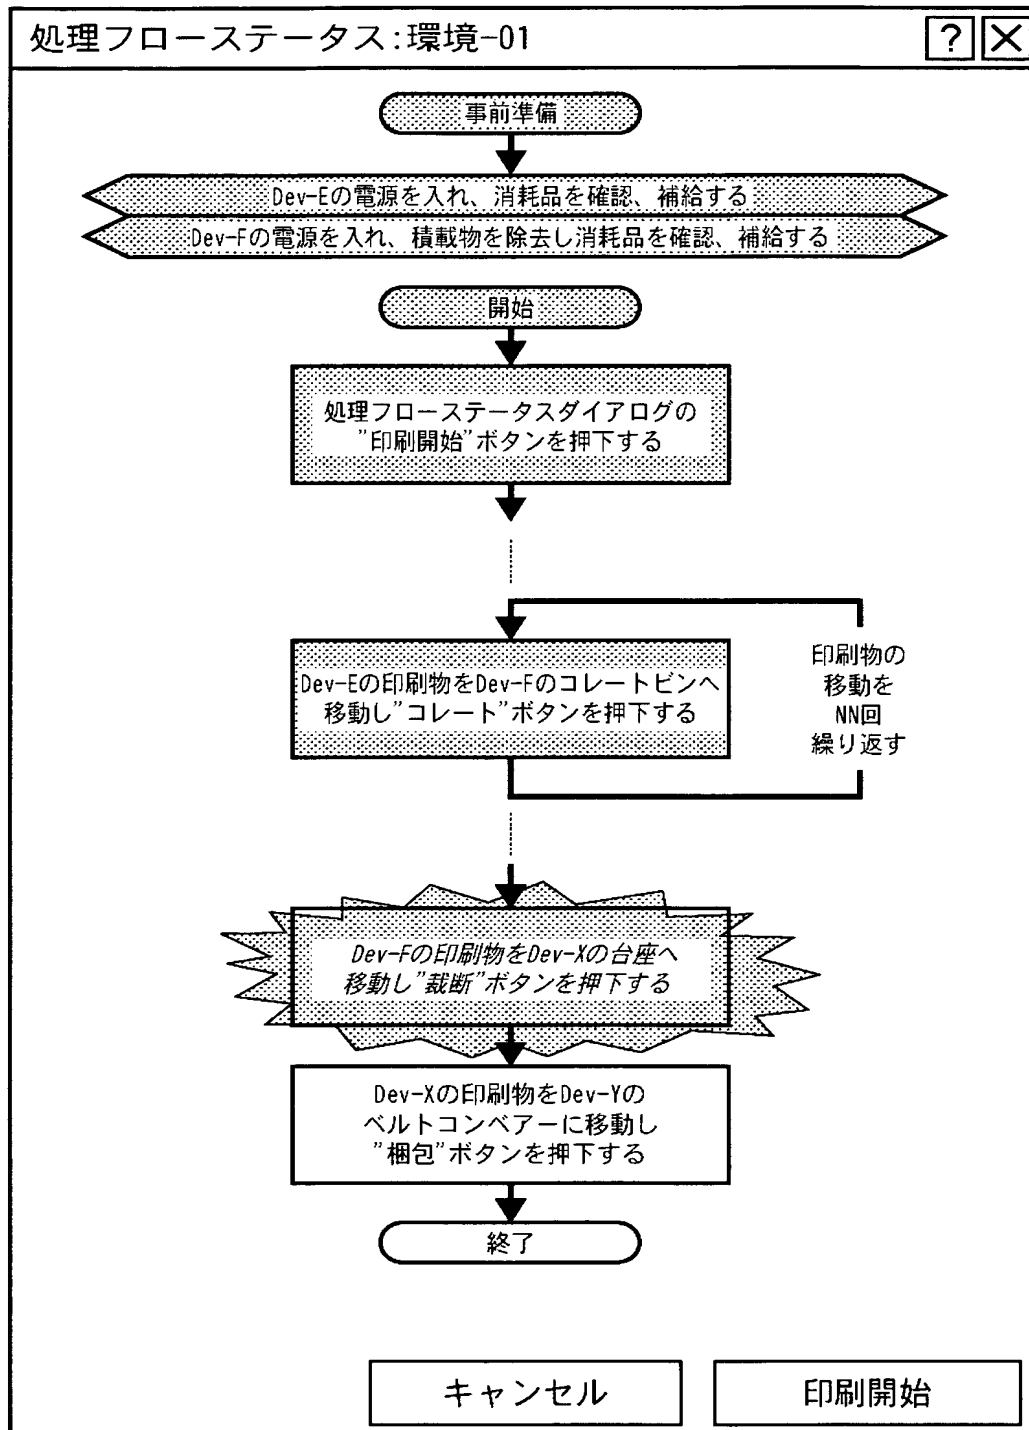 処理フローステータス:環境-01
?
×
事前準備
Dev-Eの電源を入れ、消耗品を確認、補給する
Dev-Fの電源を入れ、積載物を除去し消耗品を確認、補給する
開始
処理フローステータスダイアログの
”印刷開始”ボタンを押下する
Dev-Eの印刷物をDev-Fのコレートビンへ
移動し”コレート”ボタンを押下する
印刷物の
移動を
NN回
繰り返す
Dev-Fの印刷物をDev-Xの台座へ
移動し”裁断”ボタンを押下する
Dev-Xの印刷物をDev-Yの
ベルトコンベアーに移動し
”梱包”ボタンを押下する
終了
キャンセル
印刷開始